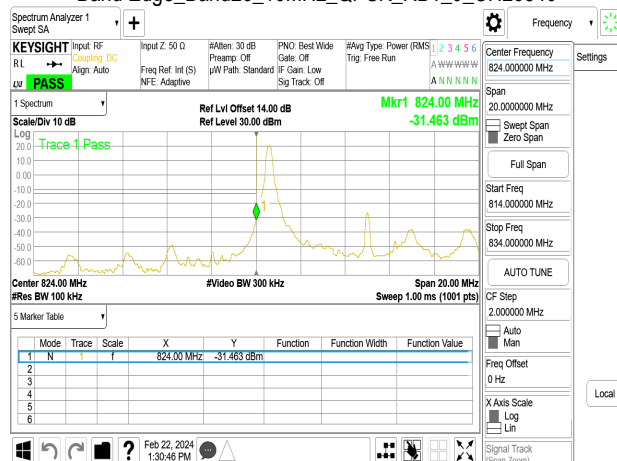 Spectrum Analyzer 1
Swept SA
Frequency
Settings
KEYSIGHT Input: RF
RL
Coupling: DC
Align: Auto
Input Z: 50 Ω
Freq Ref: Int (S)
NFE: Adaptive
#Atten: 30 dB
Preamp: Off
µW Path: Standard
PNO: Best Wide
Gate: Off
IF Gain: Low
Sig Track: Off
#Avg Type: Power (RMS
Trig: Free Run
1 2 3 4 5 6
A W W W W W
A N N N N N
LXI PASS
1 Spectrum
Scale/Div 10 dB
Ref Lvl Offset 14.00 dB
Ref Level 30.00 dBm
Mkr1 824.00 MHz
-31.463 dBm
Log
Trace 1 Pass
20.0
10.0
0.00
-10.0
-20.0
-30.0
-40.0
-50.0
-60.0
1
Center 824.00 MHz
#Res BW 100 kHz
#Video BW 300 kHz
Span 20.00 MHz
Sweep 1.00 ms (1001 pts)
5 Marker Table
Mode Trace Scale X Y Function Function Width Function Value
1 N 1 f 824.00 MHz -31.463 dBm
2
3
4
5
6
Feb 22, 2024
1:30:46 PM
Center Frequency
824.000000 MHz
Span
20.0000000 MHz
Swept Span
Zero Span
Full Span
Start Freq
814.000000 MHz
Stop Freq
834.000000 MHz
AUTO TUNE
CF Step
2.000000 MHz
Auto
Man
Freq Offset
0 Hz
X Axis Scale
Log
Lin
Local
Signal Track
(Span Zoom)